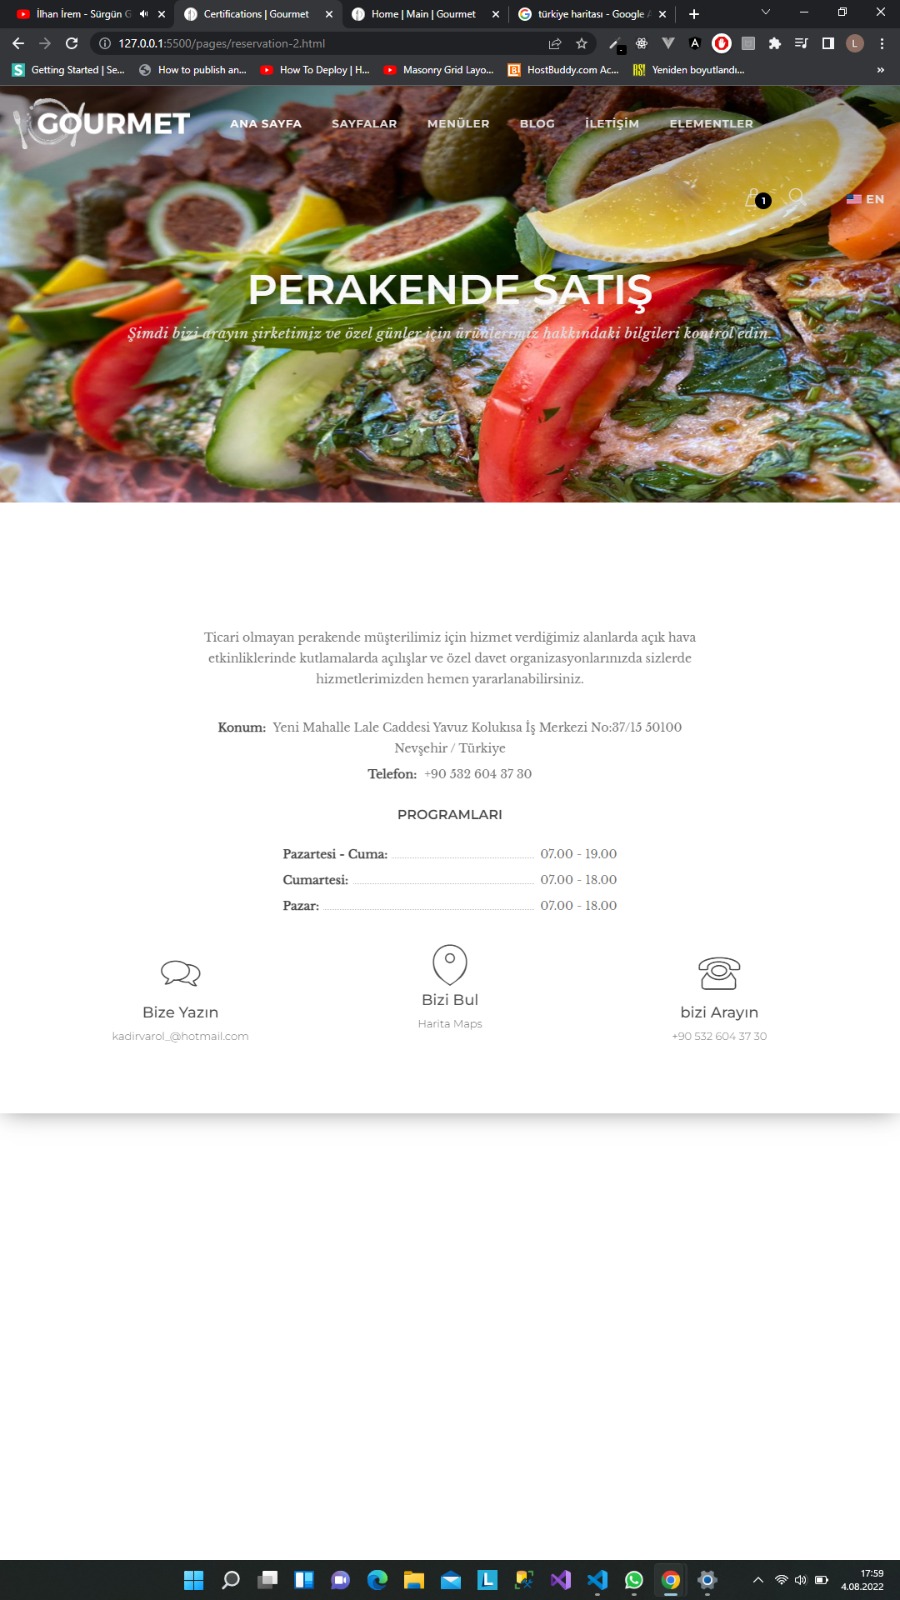 İlhan İrem - Sürgün G
Certifications | Gourmet
Home | Main | Gourmet
türkiye haritası - Google A
127.0.0.1:5500/pages/reservation-2.html
L
Getting Started | Se...
How to publish an...
How To Deploy | H...
Masonry Grid Layo...
HostBuddy.com Ac...
Yeniden boyutlandı...
»
GOURMET
ANA SAYFA
SAYFALAR
MENÜLER
BLOG
İLETİŞİM
ELEMENTLER
1
EN
PERAKENDE SATIŞ
Şimdi bizi arayın şirketimiz ve özel günler için ürünlerimiz hakkındaki bilgileri kontrol edin.
Ticari olmayan perakende müşterilimiz için hizmet verdiğimiz alanlarda açık hava
etkinliklerinde kutlamalarda açılışlar ve özel davet organizasyonlarınızda sizlerde
hizmetlerimizden hemen yararlanabilirsiniz.
Konum: Yeni Mahalle Lale Caddesi Yavuz Kolukısa İş Merkezi No:37/15 50100
Nevşehir / Türkiye
Telefon: +90 532 604 37 30
PROGRAMLARI
Pazartesi - Cuma: 07.00 - 19.00
Cumartesi: 07.00 - 18.00
Pazar: 07.00 - 18.00
Bize Yazın
kadirvarol_@hotmail.com
Bizi Bul
Harita Maps
bizi Arayın
+90 532 604 37 30
17:59
4.08.2022